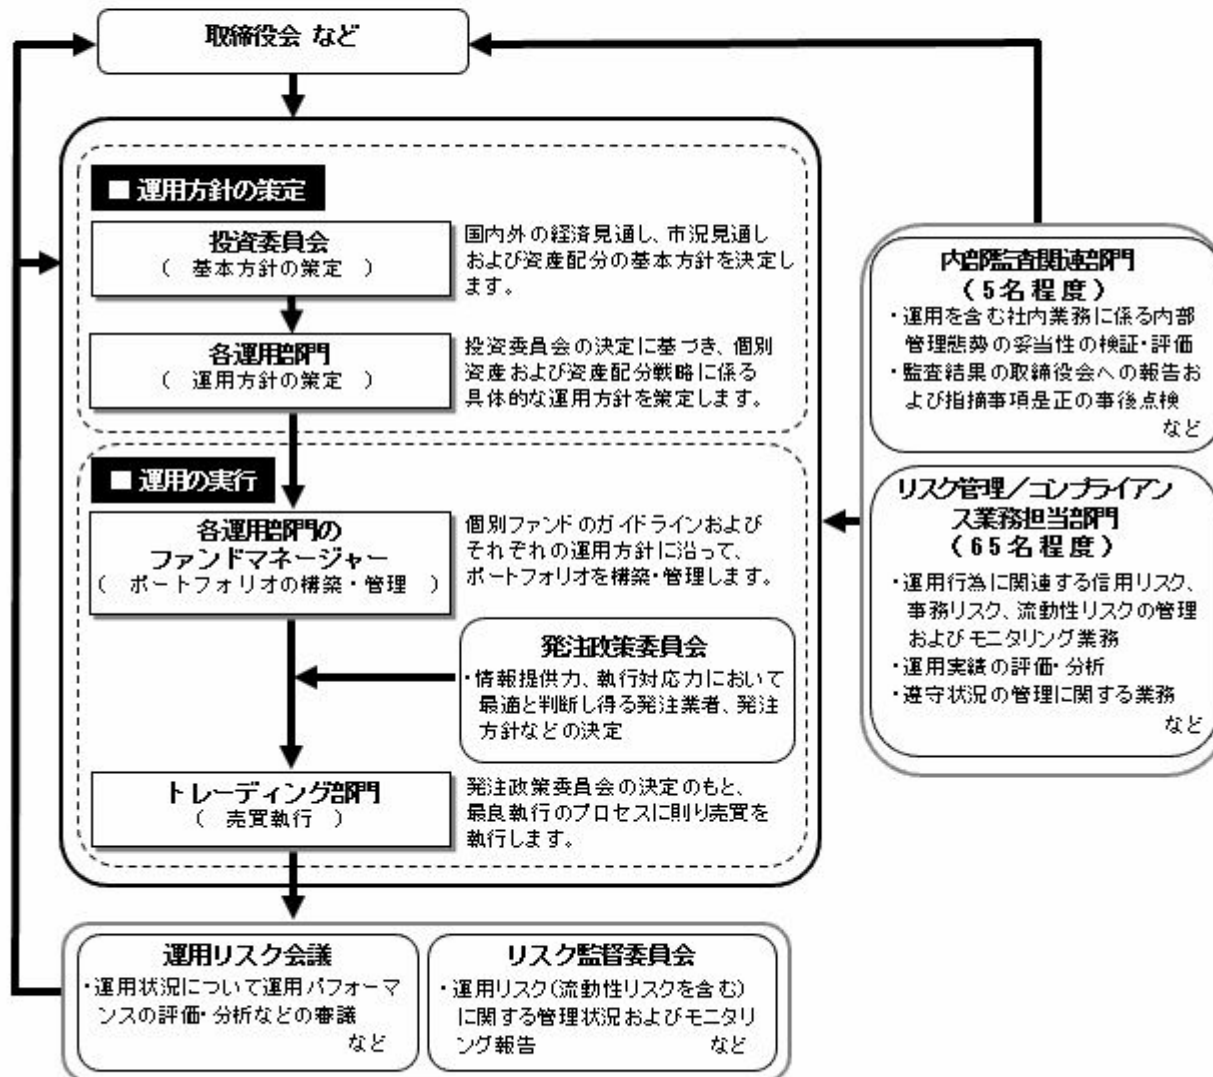 取締役会 など
■ 運用方針の策定
投資委員会
（ 基本方針の策定 ）
国内外の経済見通し、市況見通し
および資産配分の基本方針を決定し
ます。
各運用部門
（ 運用方針の策定 ）
投資委員会の決定に基づき、個別
資産および資産配分戦略に係る
具体的な運用方針を策定します。
■ 運用の実行
各運用部門の
ファンドマネージャー
（ ポートフォリオの構築・管理 ）
個別ファンドのガイドラインおよび
それぞれの運用方針に沿って、
ポートフォリオを構築・管理します。
発注政策委員会
・情報提供力、執行対応力において
最適と判断し得る発注業者、発注
方針などの決定
トレーディング部門
（ 売買執行 ）
発注政策委員会の決定のもと、
最良執行のプロセスに則り売買を
執行します。
運用リスク会議
・運用状況について運用パフォーマ
ンスの評価・分析などの審議
など
リスク監督委員会
・運用リスク(流動性リスクを含む)
に関する管理状況およびモニタリ
ング報告 など
内部監査関連部門
（5名程度）
・運用を含む社内業務に係る内部
管理態勢の妥当性の検証・評価
・監査結果の取締役会への報告お
よび指摘事項是正の事後点検
など
リスク管理／コンプライアン
ス業務担当部門
（65名程度）
・運用行為に関連する信用リスク、
事務リスク、流動性リスクの管理
およびモニタリング業務
・運用実績の評価・分析
・遵守状況の管理に関する業務
など